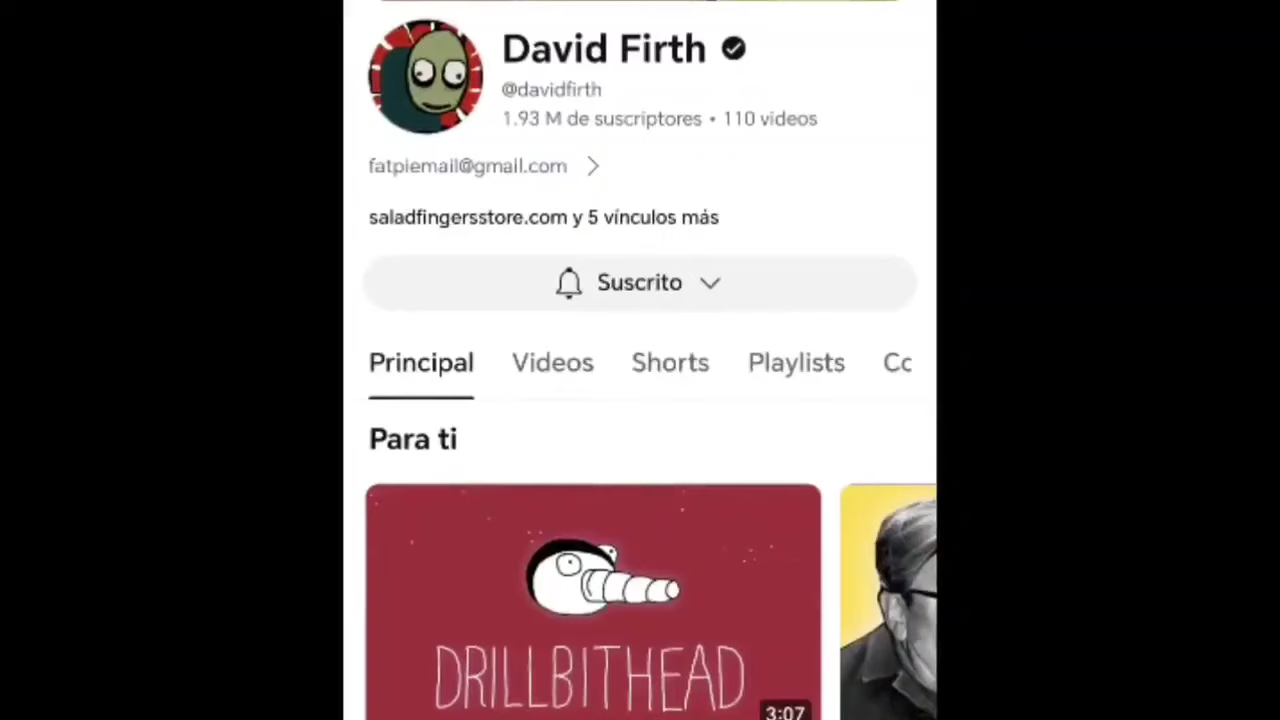 David Firth
@davidfirth
1.93 M de suscriptores • 110 videos
fatpiemail@gmail.com
saladfingersstore.com y 5 vínculos más
Suscrito
Principal Videos Shorts Playlists Cc
Para ti
DRILLBITHEAD
3:07